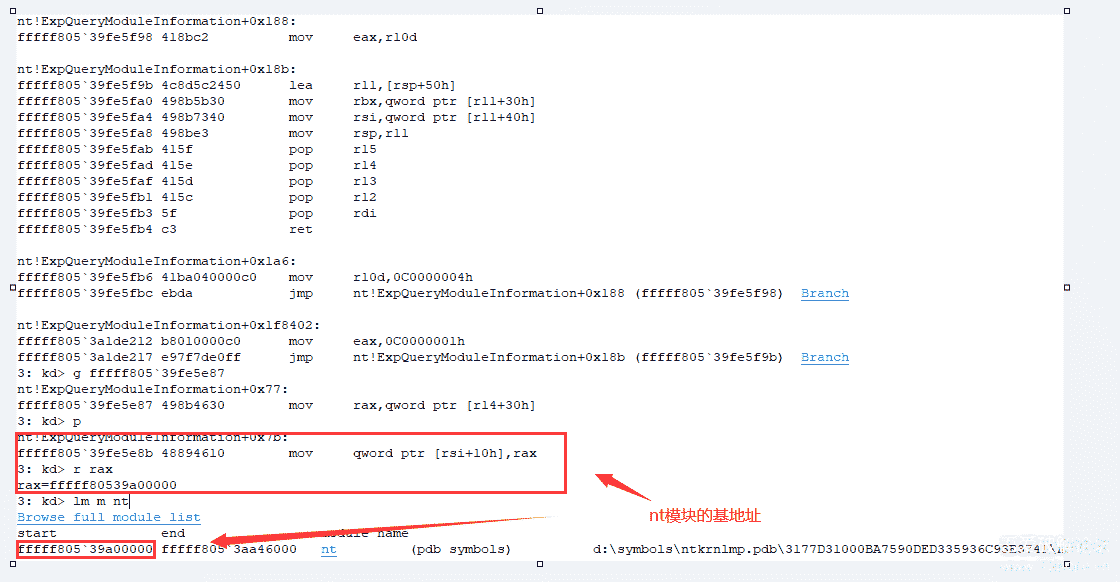 nt!ExpQueryModuleInformation+0x188:
fffff805`39fe5f98 418bc2          mov     eax,r10d
nt!ExpQueryModuleInformation+0x18b:
fffff805`39fe5f9b 4c8d5c2450      lea     r11,[rsp+50h]
fffff805`39fe5fa0 498b5b30        mov     rbx,qword ptr [r11+30h]
fffff805`39fe5fa4 498b7340        mov     rsi,qword ptr [r11+40h]
fffff805`39fe5fa8 498be3          mov     rsp,r11
fffff805`39fe5fab 415f            pop     r15
fffff805`39fe5fad 415e            pop     r14
fffff805`39fe5faf 415d            pop     r13
fffff805`39fe5fb1 415c            pop     r12
fffff805`39fe5fb3 5f              pop     rdi
fffff805`39fe5fb4 c3              ret
nt!ExpQueryModuleInformation+0x1a6:
fffff805`39fe5fb6 41ba040000c0    mov     r10d,0C0000004h
fffff805`39fe5fbc ebda            jmp     nt!ExpQueryModuleInformation+0x188 (fffff805`39fe5f98)  Branch
nt!ExpQueryModuleInformation+0x1f8402:
fffff805`3a1de212 b8010000c0      mov     eax,0C0000001h
fffff805`3a1de217 e97f7de0ff      jmp     nt!ExpQueryModuleInformation+0x18b (fffff805`39fe5f9b)  Branch
3: kd> g fffff805`39fe5e87
nt!ExpQueryModuleInformation+0x77:
fffff805`39fe5e87 498b4630        mov     rax,qword ptr [r14+30h]
3: kd> p
nt!ExpQueryModuleInformation+0x7b:
fffff805`39fe5e8b 48894610        mov     qword ptr [rsi+10h],rax
3: kd> r rax
rax=fffff80539a00000
3: kd> lm m nt
nt模块的基地址
Browse full module list
start             end                 module name
fffff805`39a00000 fffff805`3aa46000   nt         (pdb symbols)          d:\symbols\ntkrnlmp.pdb\